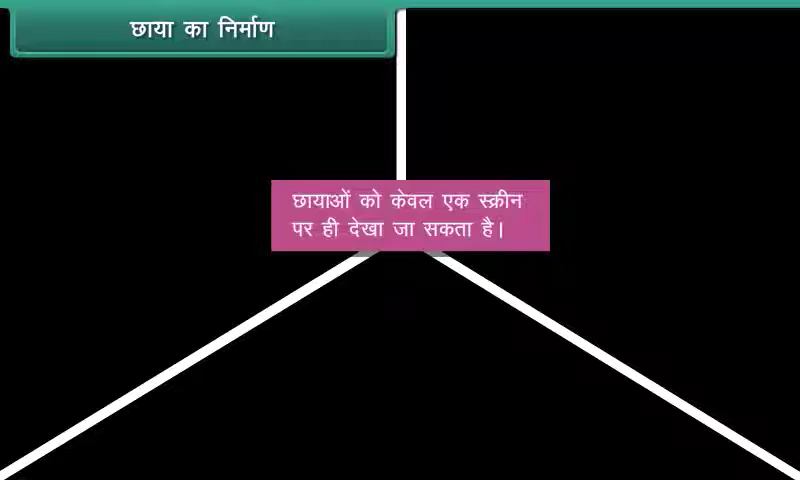 छाया का निर्माण
छायाओं को केवल एक स्क्रीन
पर ही देखा जा सकता है।